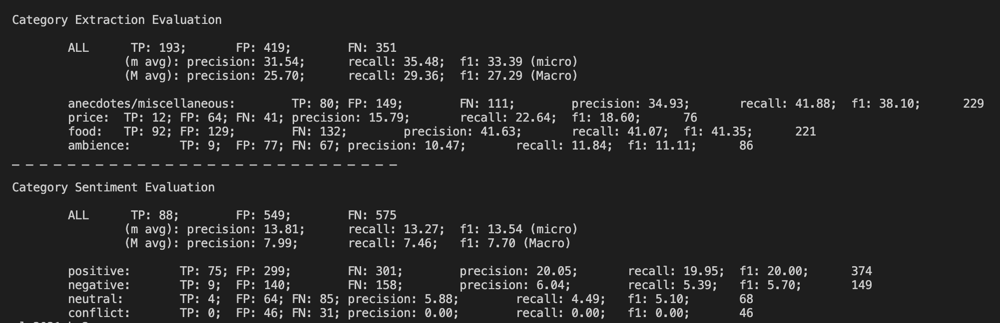 Category Extraction Evaluation
ALL TP: 193; FP: 419; FN: 351
(m avg): precision: 31.54; recall: 35.48; f1: 33.39 (micro)
(M avg): precision: 25.70; recall: 29.36; f1: 27.29 (Macro)
anecdotes/miscellaneous: TP: 80; FP: 149; FN: 111; precision: 34.93; recall: 41.88; f1: 38.10; 229
price: TP: 12; FP: 64; FN: 41; precision: 15.79; recall: 22.64; f1: 18.60; 76
food: TP: 92; FP: 129; FN: 132; precision: 41.63; recall: 41.07; f1: 41.35; 221
ambience: TP: 9; FP: 77; FN: 67; precision: 10.47; recall: 11.84; f1: 11.11; 86
_ _ _ _ _ _ _ _ _ _ _ _ _ _ _ _ _ _ _ _ _ _ _ _ _ _ _ _
Category Sentiment Evaluation
ALL TP: 88; FP: 549; FN: 575
(m avg): precision: 13.81; recall: 13.27; f1: 13.54 (micro)
(M avg): precision: 7.99; recall: 7.46; f1: 7.70 (Macro)
positive: TP: 75; FP: 299; FN: 301; precision: 20.05; recall: 19.95; f1: 20.00; 374
negative: TP: 9; FP: 140; FN: 158; precision: 6.04; recall: 5.39; f1: 5.70; 149
neutral: TP: 4; FP: 64; FN: 85; precision: 5.88; recall: 4.49; f1: 5.10; 68
conflict: TP: 0; FP: 46; FN: 31; precision: 0.00; recall: 0.00; f1: 0.00; 46